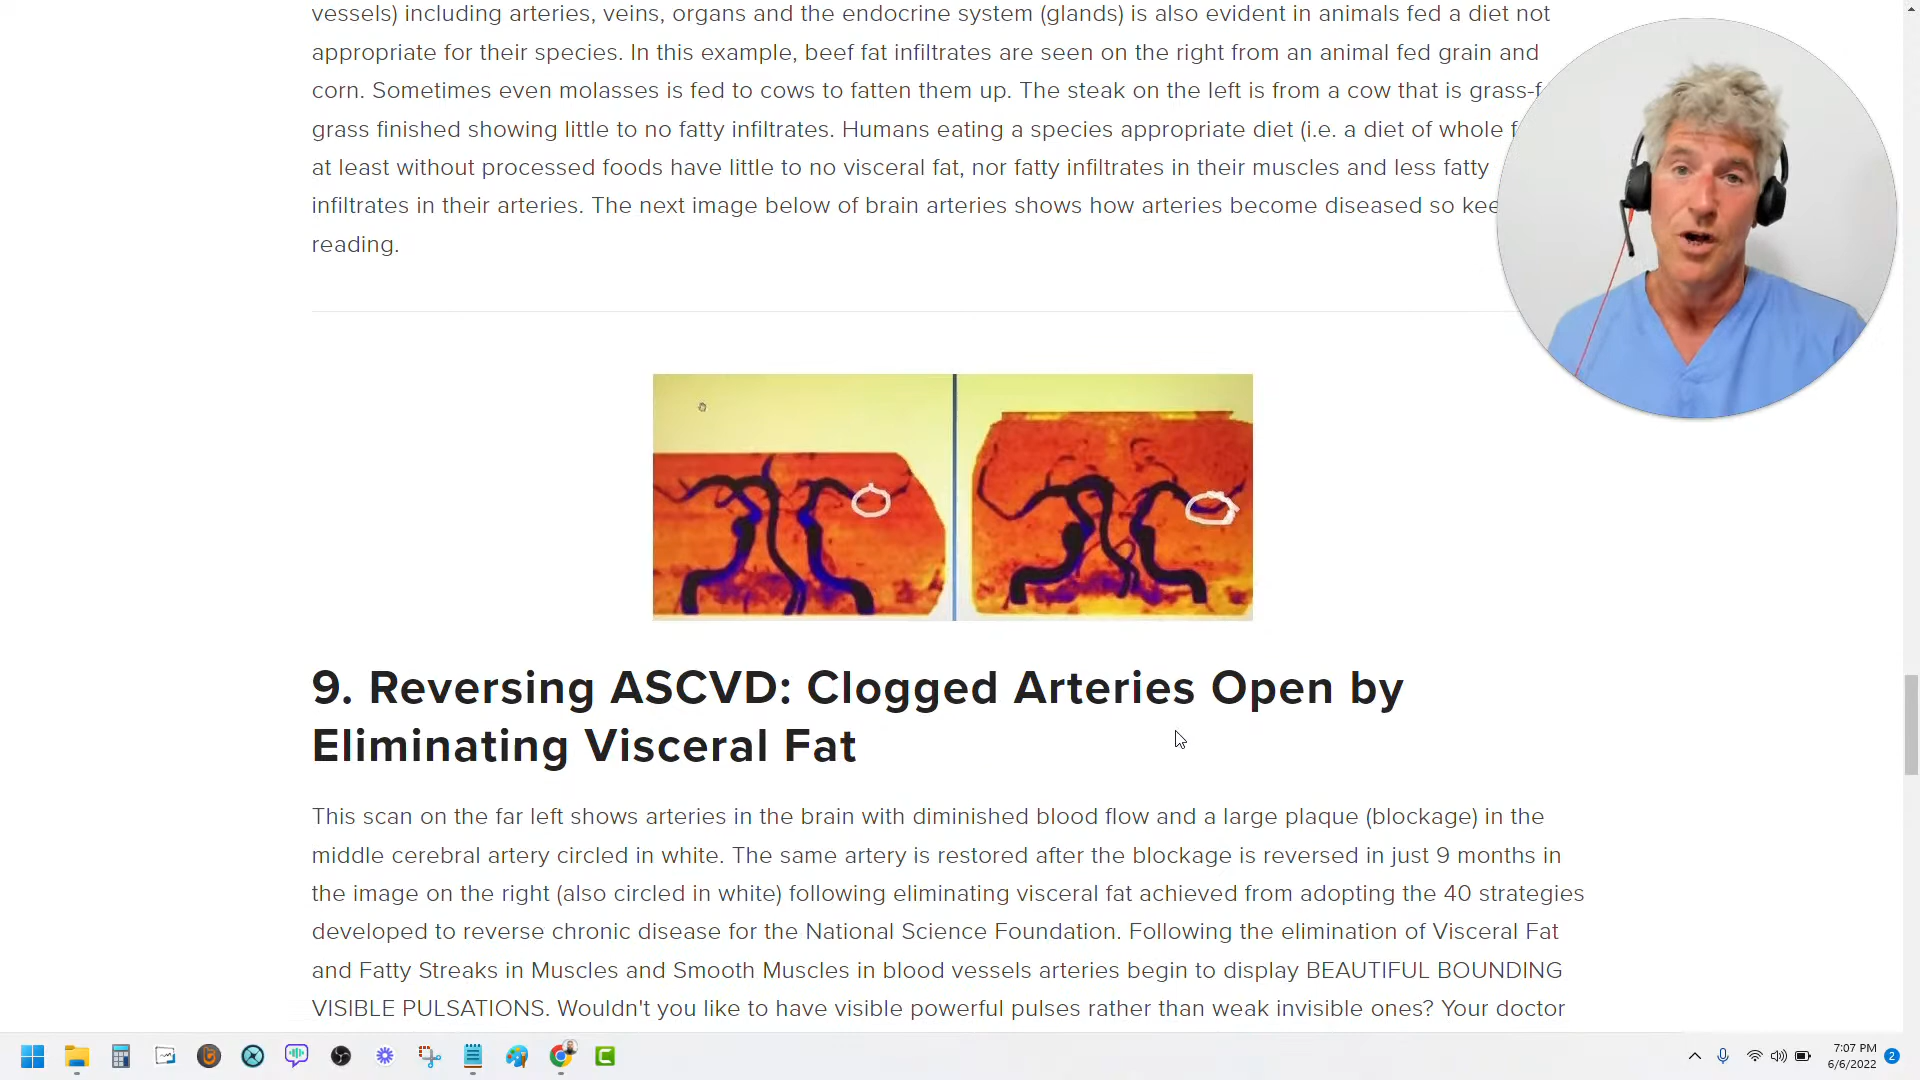 vessels) including arteries, veins, organs and the endocrine system (glands) is also evident in animals fed a diet not
appropriate for their species. In this example, beef fat infiltrates are seen on the right from an animal fed grain and
corn. Sometimes even molasses is fed to cows to fatten them up. The steak on the left is from a cow that is grass-f
grass finished showing little to no fatty infiltrates. Humans eating a species appropriate diet (i.e. a diet of whole
at least without processed foods have little to no visceral fat, nor fatty infiltrates in their muscles and less fatty
infiltrates in their arteries. The next image below of brain arteries shows how arteries become diseased so kee
reading.
9. Reversing ASCVD: Clogged Arteries Open by
Eliminating Visceral Fat
This scan on the far left shows arteries in the brain with diminished blood flow and a large plaque (blockage) in the
middle cerebral artery circled in white. The same artery is restored after the blockage is reversed in just 9 months in
the image on the right (also circled in white) following eliminating visceral fat achieved from adopting the 40 strategies
developed to reverse chronic disease for the National Science Foundation. Following the elimination of Visceral Fat
and Fatty Streaks in Muscles and Smooth Muscles in blood vessels arteries begin to display BEAUTIFUL BOUNDING
VISIBLE PULSATIONS. Wouldn't you like to have visible powerful pulses rather than weak invisible ones? Your doctor
7:07 PM
6/6/2022
2